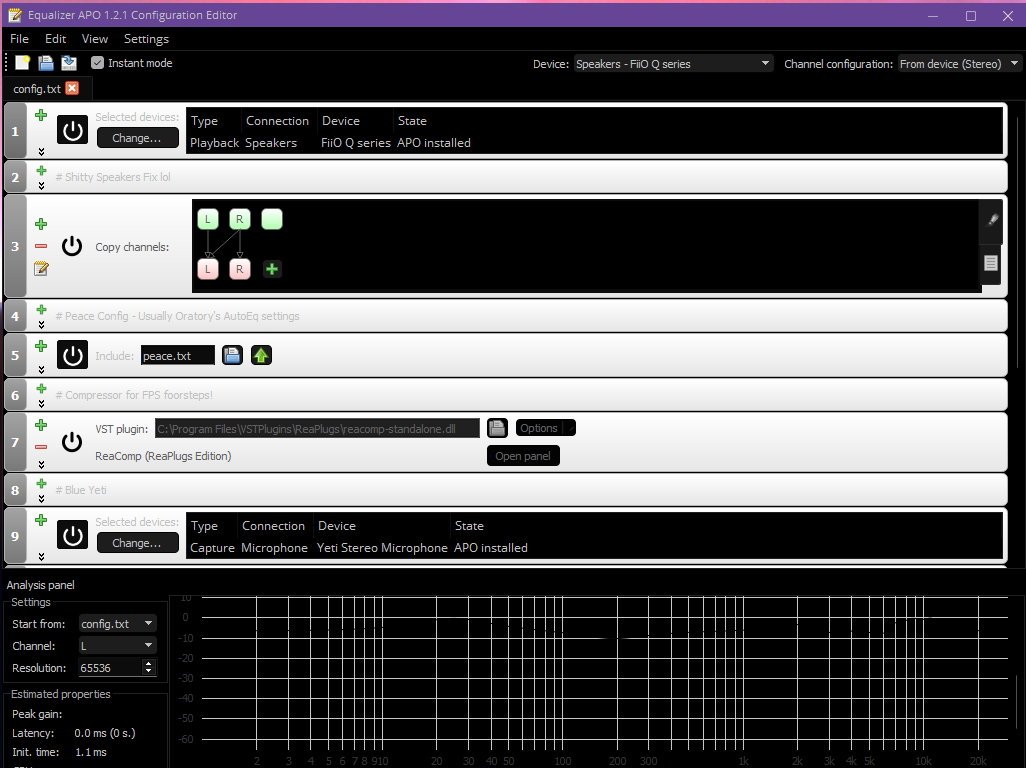 Equalizer APO 1.2.1 Configuration Editor
File Edit View Settings
Instant mode Device: Speakers - FiiO Q series Channel configuration: From device (Stereo)
config.txt
1 Selected devices: Change...
Type Connection Device State
Playback Speakers FiiO Q series APO installed
2 # Shitty Speakers Fix lol
L R
3 Copy channels:
L R
4 # Peace Config - Usually Oratory's AutoEq settings
5 Include: peace.txt
6 # Compressor for FPS foorsteps!
7 VST plugin: C:\Program Files\VSTPlugins\ReaPlugs\reacomp-standalone.dll Options
ReaComp (ReaPlugs Edition) Open panel
8 # Blue Yeti
9 Selected devices: Change...
Type Connection Device State
Capture Microphone Yeti Stereo Microphone APO installed
Analysis panel
Settings
Start from: config.txt
Channel: L
Resolution: 65536
Estimated properties
Peak gain:
Latency: 0.0 ms (0 s.)
Init. time: 1.1 ms
10
0
-10
-20
-30
-40
-50
-60
2 3 4 5 6 7 8 9 10 20 30 40 50 100 200 300 1k 2k 3k 4k 5k 10k 20k